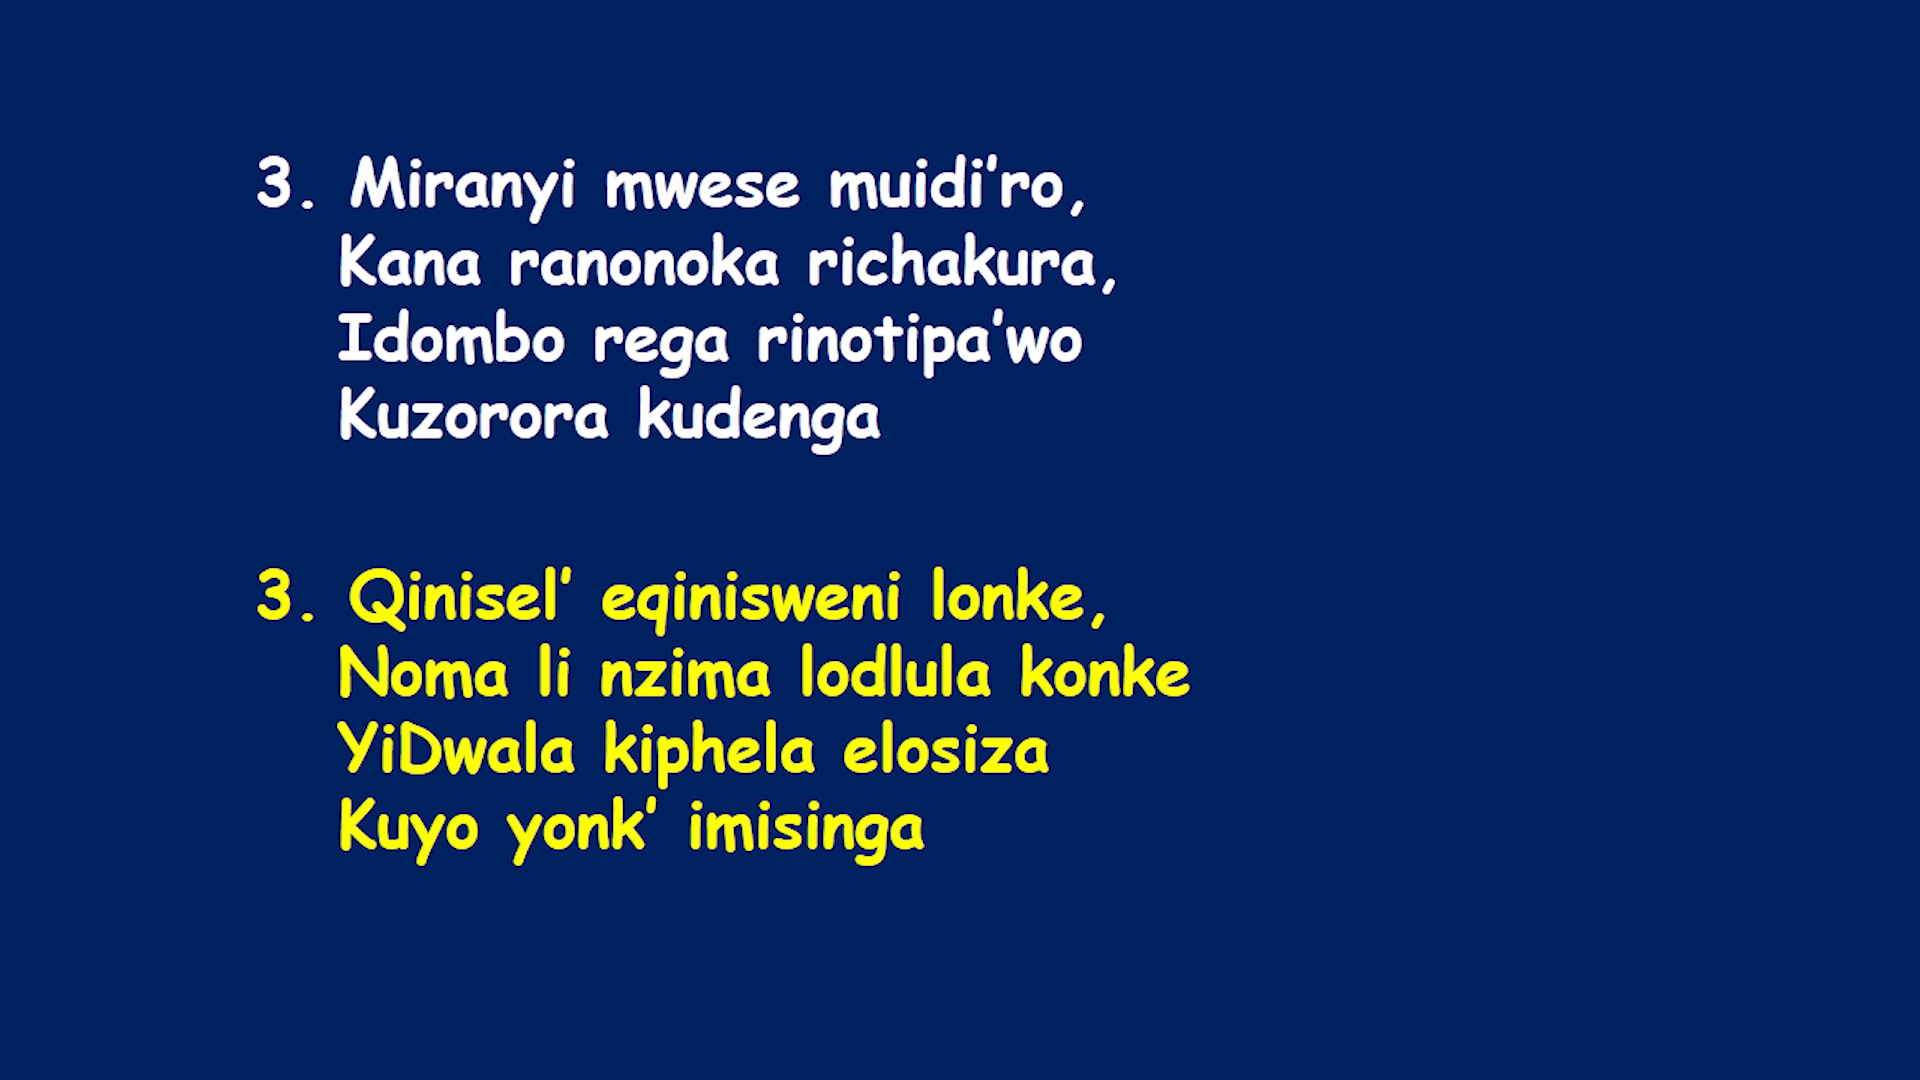 3. Miranyi mwese muidi'ro,
Kana ranonoka richakura,
Idombo rega rinotipa'wo
Kuzorora kudenga
3. Qinisel' eqinisweni lonke,
Noma li nzima lodlula konke
YiDwala kiphela elosiza
Kuyo yonk' imisinga